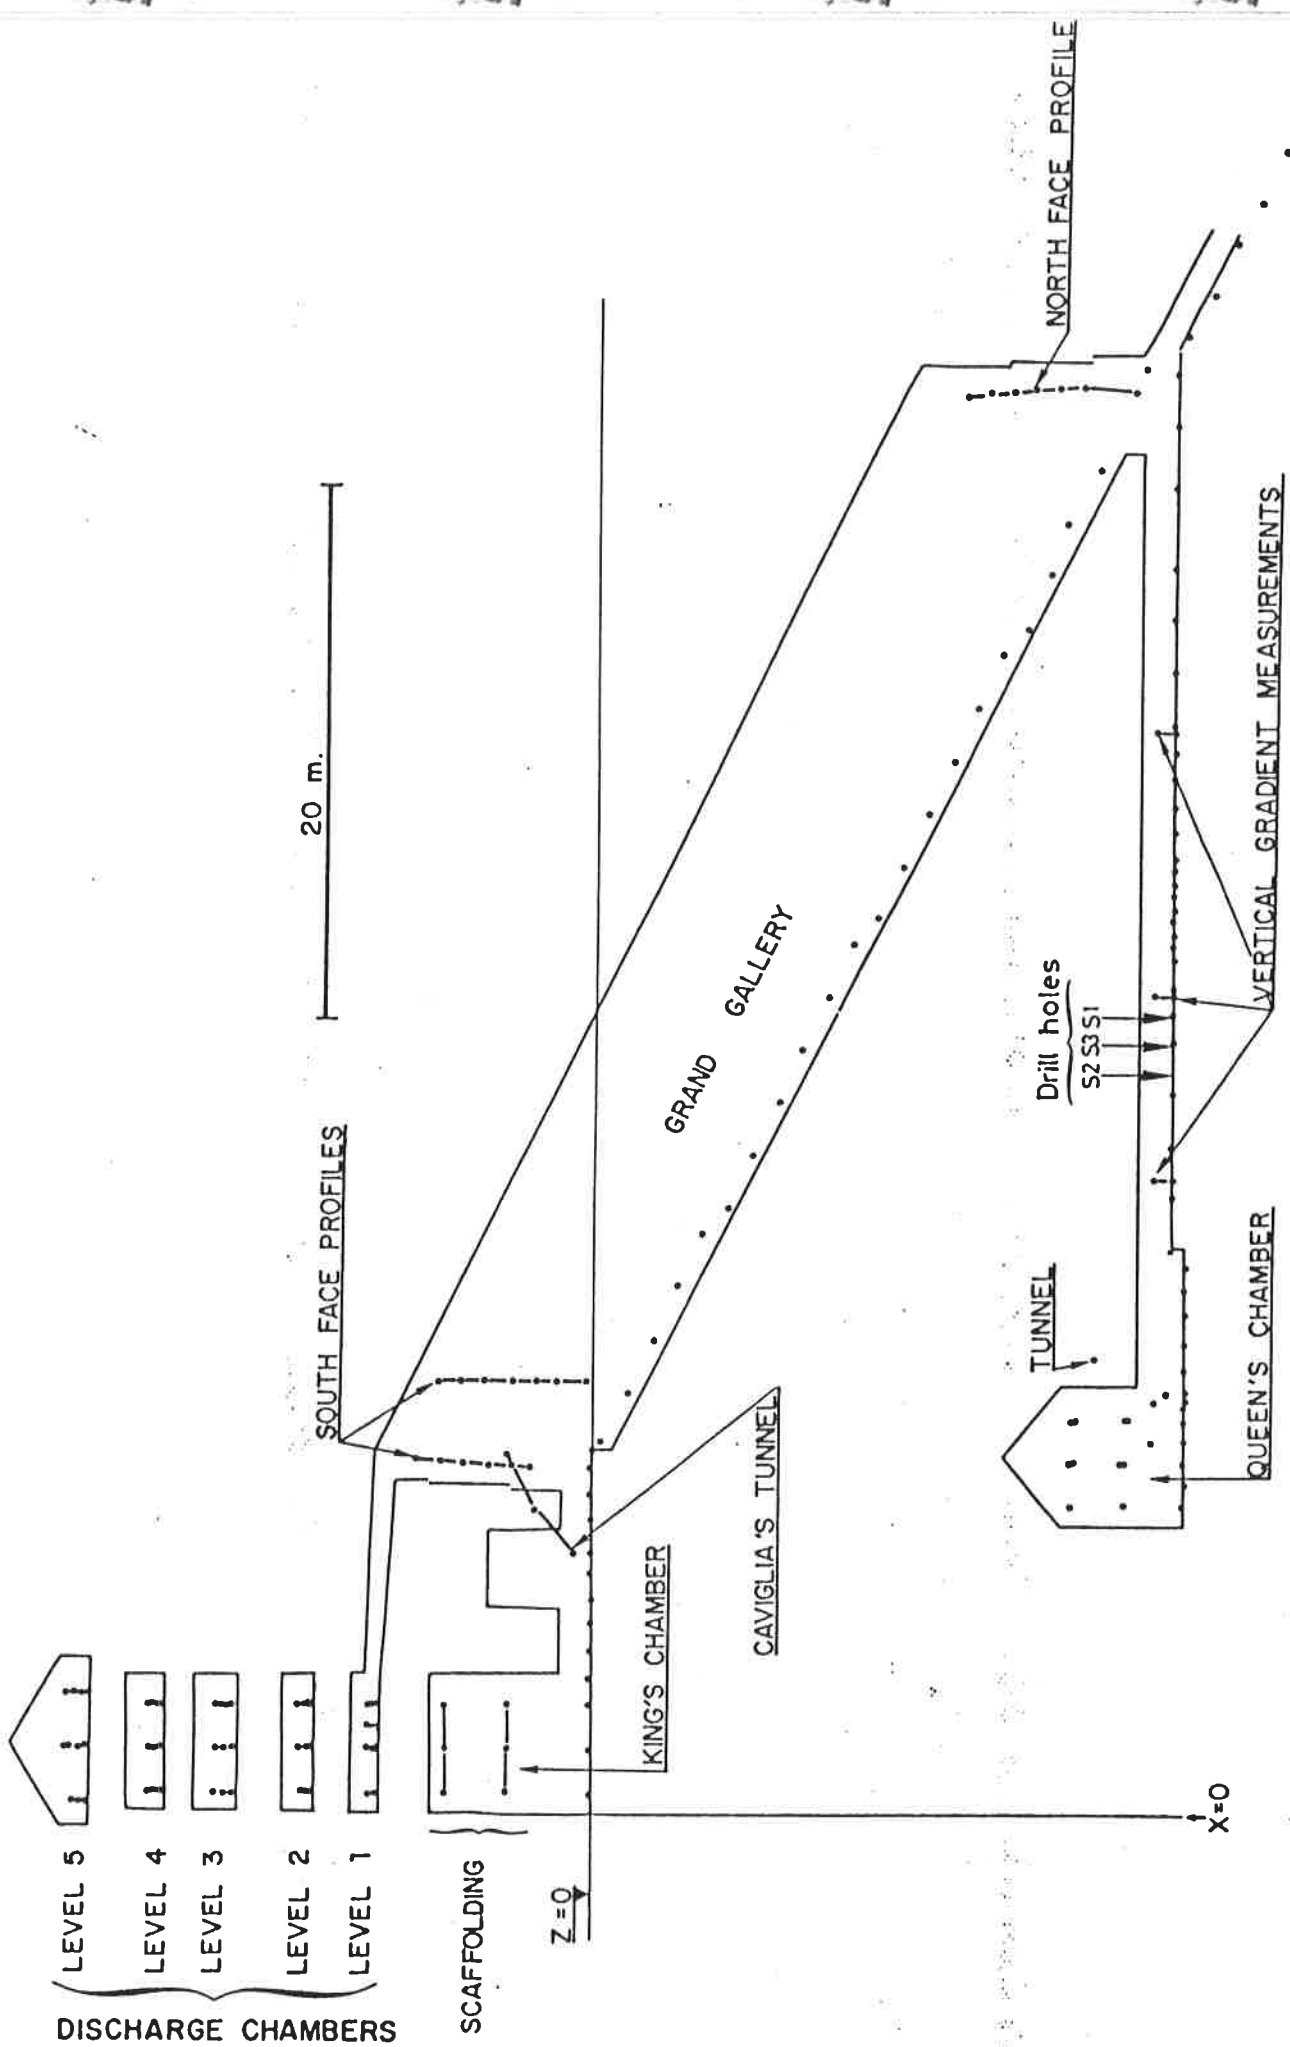 DISCHARGE CHAMBERS
LEVEL 5
LEVEL 4
LEVEL 3
LEVEL 2
LEVEL 1
SCAFFOLDING
Z=0
X=0
SOUTH FACE PROFILES
20 m.
KING'S CHAMBER
CAVIGLIA'S TUNNEL
GRAND GALLERY
NORTH FACE PROFILE
TUNNEL
QUEEN'S CHAMBER
Drill holes
S2 S3 S1
VERTICAL GRADIENT MEASUREMENTS